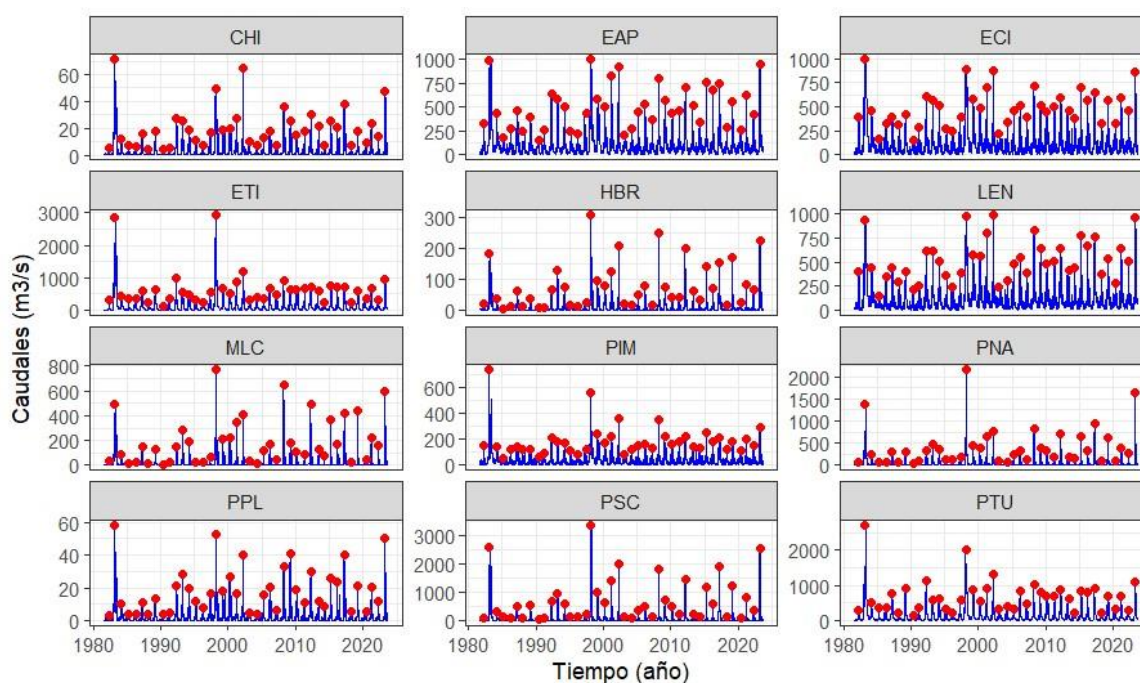 CHI EAP ECI
60 1000 1000
40 750 750
20 500 500
0 250 250
0 0
ETI HBR LEN
3000 300 1000
2000 200 750
1000 100 500
0 0 250
0
MLC PIM PNA
800 600 2000
600 400 1500
400 200 1000
200 0 500
0 0
PPL PSC PTU
60 3000 2000
40 2000 1000
20 1000 0
0 0
1980 1990 2000 2010 2020 1980 1990 2000 2010 2020 1980 1990 2000 2010 2020
Tiempo (año)
Caudales (m3/s)